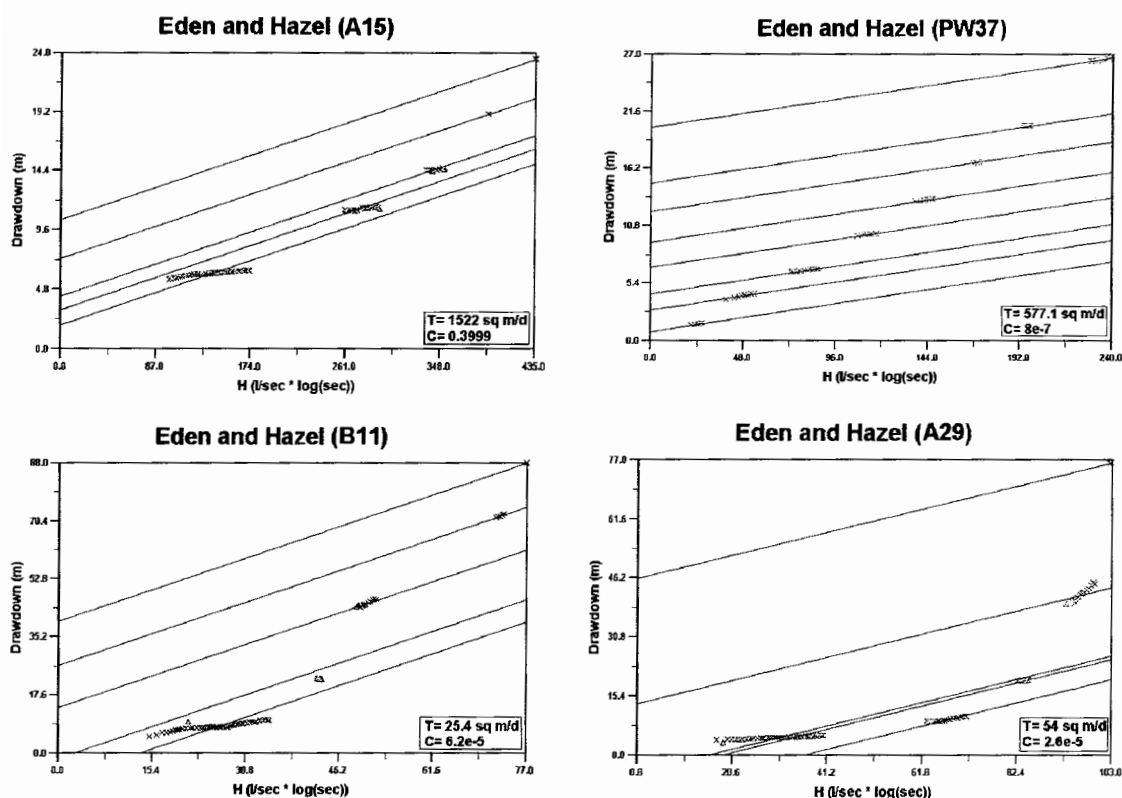 Eden and Hazel (A15)
24.0
19.2
14.4
9.6
4.8
0.0
Drawdown (m)
0.0 87.0 174.0 261.0 348.0 435.0
H (l/sec * log(sec))
T= 1522 sq m/d
C= 0.3999
Eden and Hazel (PW37)
27.0
21.6
16.2
10.8
5.4
0.0
Drawdown (m)
0.0 48.0 96.0 144.0 192.0 240.0
H (l/sec * log(sec))
T= 577.1 sq m/d
C= 8e-7
Eden and Hazel (B11)
88.0
70.4
52.8
35.2
17.6
0.0
Drawdown (m)
0.0 15.4 30.8 46.2 61.6 77.0
H (l/sec * log(sec))
T= 25.4 sq m/d
C= 6.2e-5
Eden and Hazel (A29)
77.0
61.6
46.2
30.8
15.4
0.0
Drawdown (m)
0.0 20.6 41.2 61.8 82.4 103.0
H (l/sec * log(sec))
T= 54 sq m/d
C= 2.6e-5